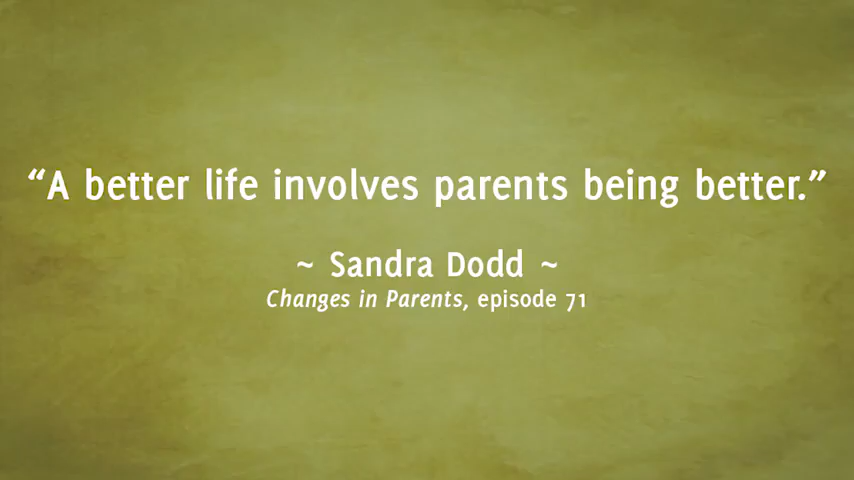 “A better life involves parents being better.”
~ Sandra Dodd ~
Changes in Parents, episode 71